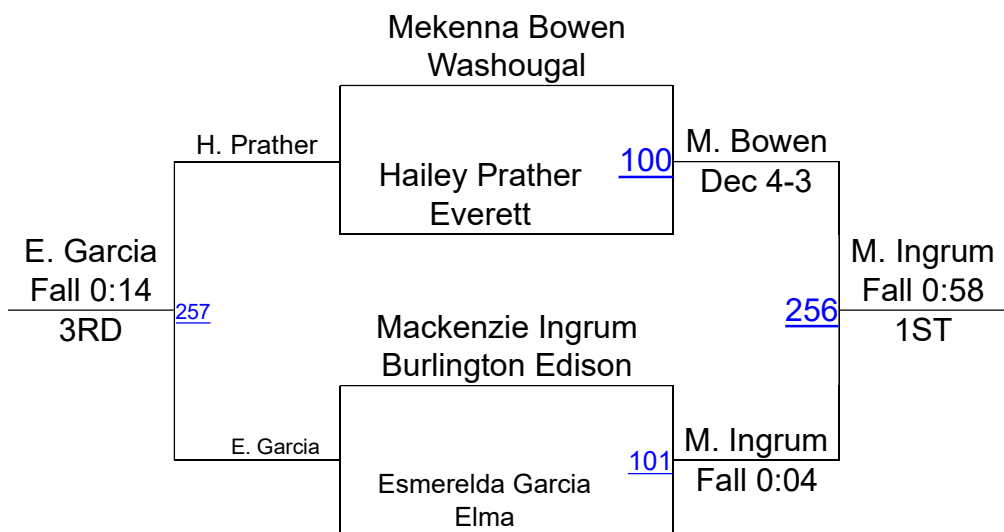 Mekenna Bowen
Washougal
H. Prather
Hailey Prather
Everett
100
M. Bowen
Dec 4-3
E. Garcia
Fall 0:14
3RD
257
M. Ingrum
Fall 0:58
1ST
256
Mackenzie Ingrum
Burlington Edison
E. Garcia
Esmerelda Garcia
Elma
101
M. Ingrum
Fall 0:04